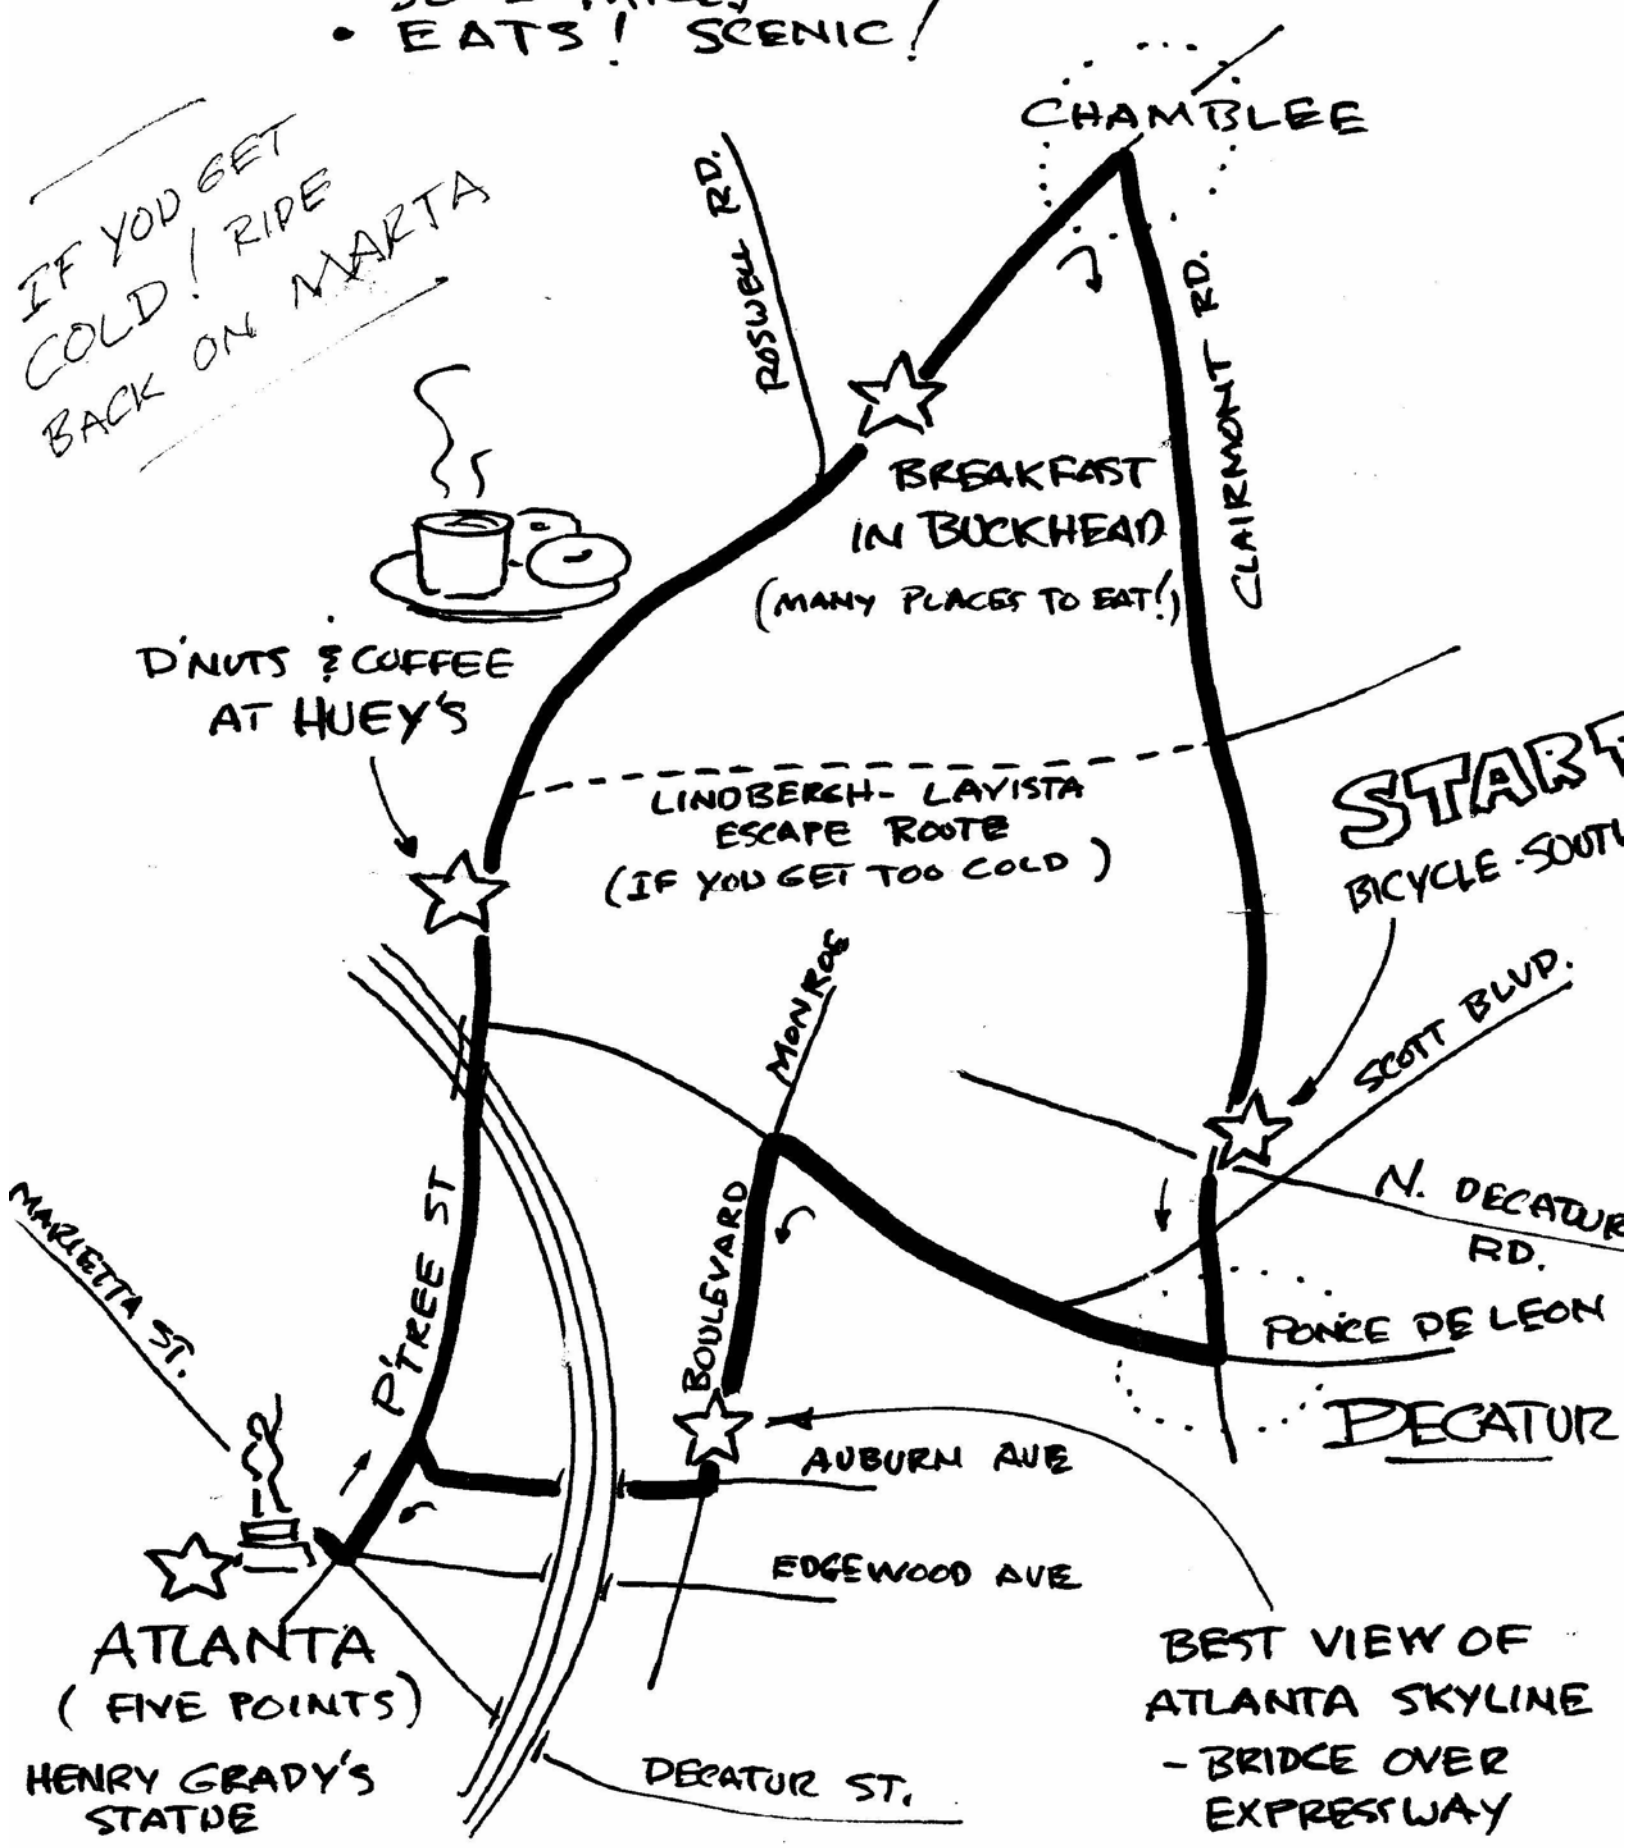 • EATS! SCENIC!
CHAMBLEE
IF YOU GET
COLD! RIDE
BACK ON MARTA
ROSWELL RD.
CLAIRMONT RD.
BREAKFAST
IN BUCKHEAD
(MANY PLACES TO EAT!)
D'NUTS & COFFEE
AT HUEY'S
LINDBERGH- LAVISTA
ESCAPE ROUTE
(IF YOU GET TOO COLD)
START
BICYCLE-SOUTH
MONROE
SCOTT BLVD.
N. DECATUR
RD.
MARIETTA ST.
P'TREE ST
BOULEVARD
PONCE DE LEON
DECATUR
AUBURN AVE
EDGEWOOD AVE
ATLANTA
(FIVE POINTS)
HENRY GRADY'S
STATUE
DECATUR ST.
BEST VIEW OF
ATLANTA SKYLINE
- BRIDGE OVER
EXPRESSWAY